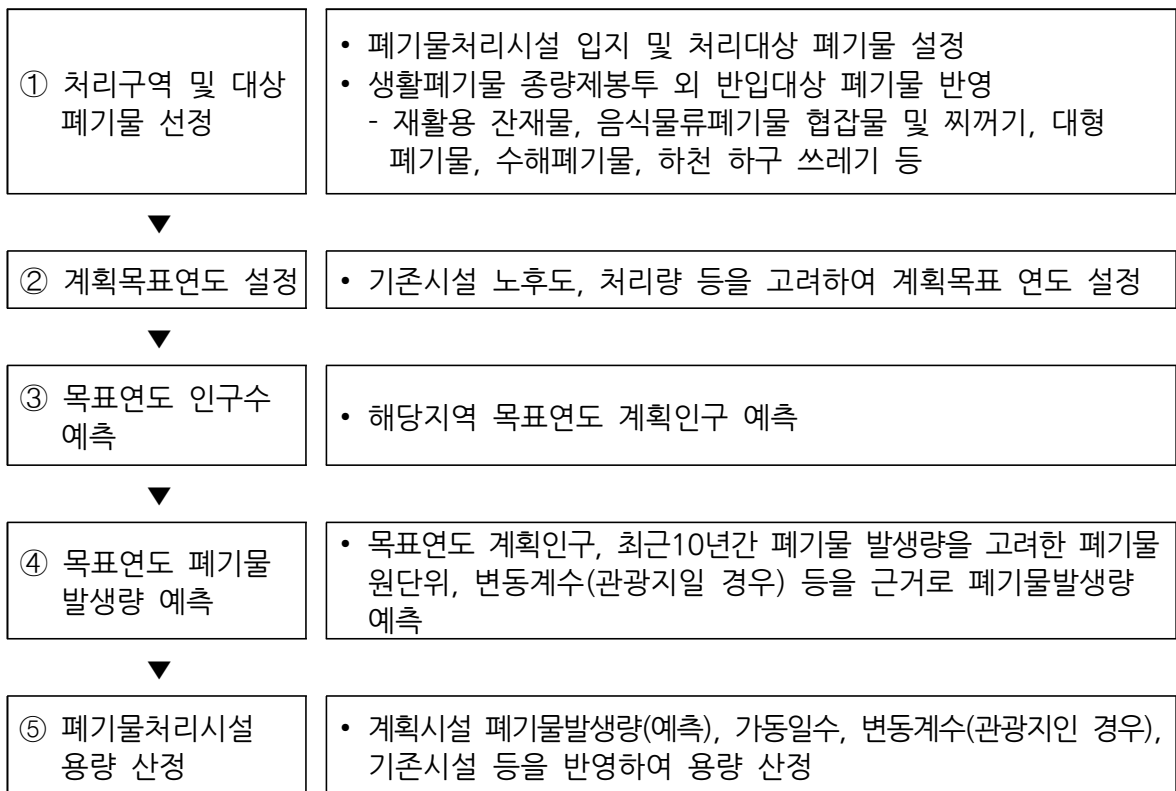 ① 처리구역 및 대상
폐기물 선정
• 폐기물처리시설 입지 및 처리대상 폐기물 설정
• 생활폐기물 종량제봉투 외 반입대상 폐기물 반영
- 재활용 잔재물, 음식물류폐기물 협잡물 및 찌꺼기, 대형
폐기물, 수해폐기물, 하천 하구 쓰레기 등
▼
② 계획목표연도 설정
• 기존시설 노후도, 처리량 등을 고려하여 계획목표 연도 설정
▼
③ 목표연도 인구수
예측
• 해당지역 목표연도 계획인구 예측
▼
④ 목표연도 폐기물
발생량 예측
• 목표연도 계획인구, 최근10년간 폐기물 발생량을 고려한 폐기물
원단위, 변동계수(관광지일 경우) 등을 근거로 폐기물발생량
예측
▼
⑤ 폐기물처리시설
용량 산정
• 계획시설 폐기물발생량(예측), 가동일수, 변동계수(관광지인 경우),
기존시설 등을 반영하여 용량 산정